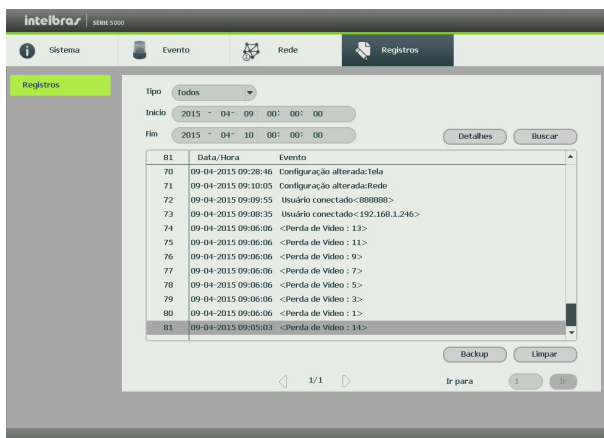 intelbras SÉRIE 5000
Sistema Evento Rede Registros
Registros
Tipo Todos
Início 2015 - 04- 09 00: 00: 00
Fim 2015 - 04- 10 00: 00: 00
Detalhes Buscar
81 Data/Hora Evento
70 09-04-2015 09:28:46 Configuração alterada:Tela
71 09-04-2015 09:10:05 Configuração alterada:Rede
72 09-04-2015 09:09:55 Usuário conectado<888888>
73 09-04-2015 09:08:35 Usuário conectado<192.168.1.246>
74 09-04-2015 09:06:06 <Perda de Vídeo : 13>
75 09-04-2015 09:06:06 <Perda de Vídeo : 11>
76 09-04-2015 09:06:06 <Perda de Vídeo : 9>
77 09-04-2015 09:06:06 <Perda de Vídeo : 7>
78 09-04-2015 09:06:06 <Perda de Vídeo : 5>
79 09-04-2015 09:06:06 <Perda de Vídeo : 3>
80 09-04-2015 09:06:06 <Perda de Vídeo : 1>
81 09-04-2015 09:05:03 <Perda de Vídeo : 14>
Backup Limpar
1/1 Ir para 1 Ir